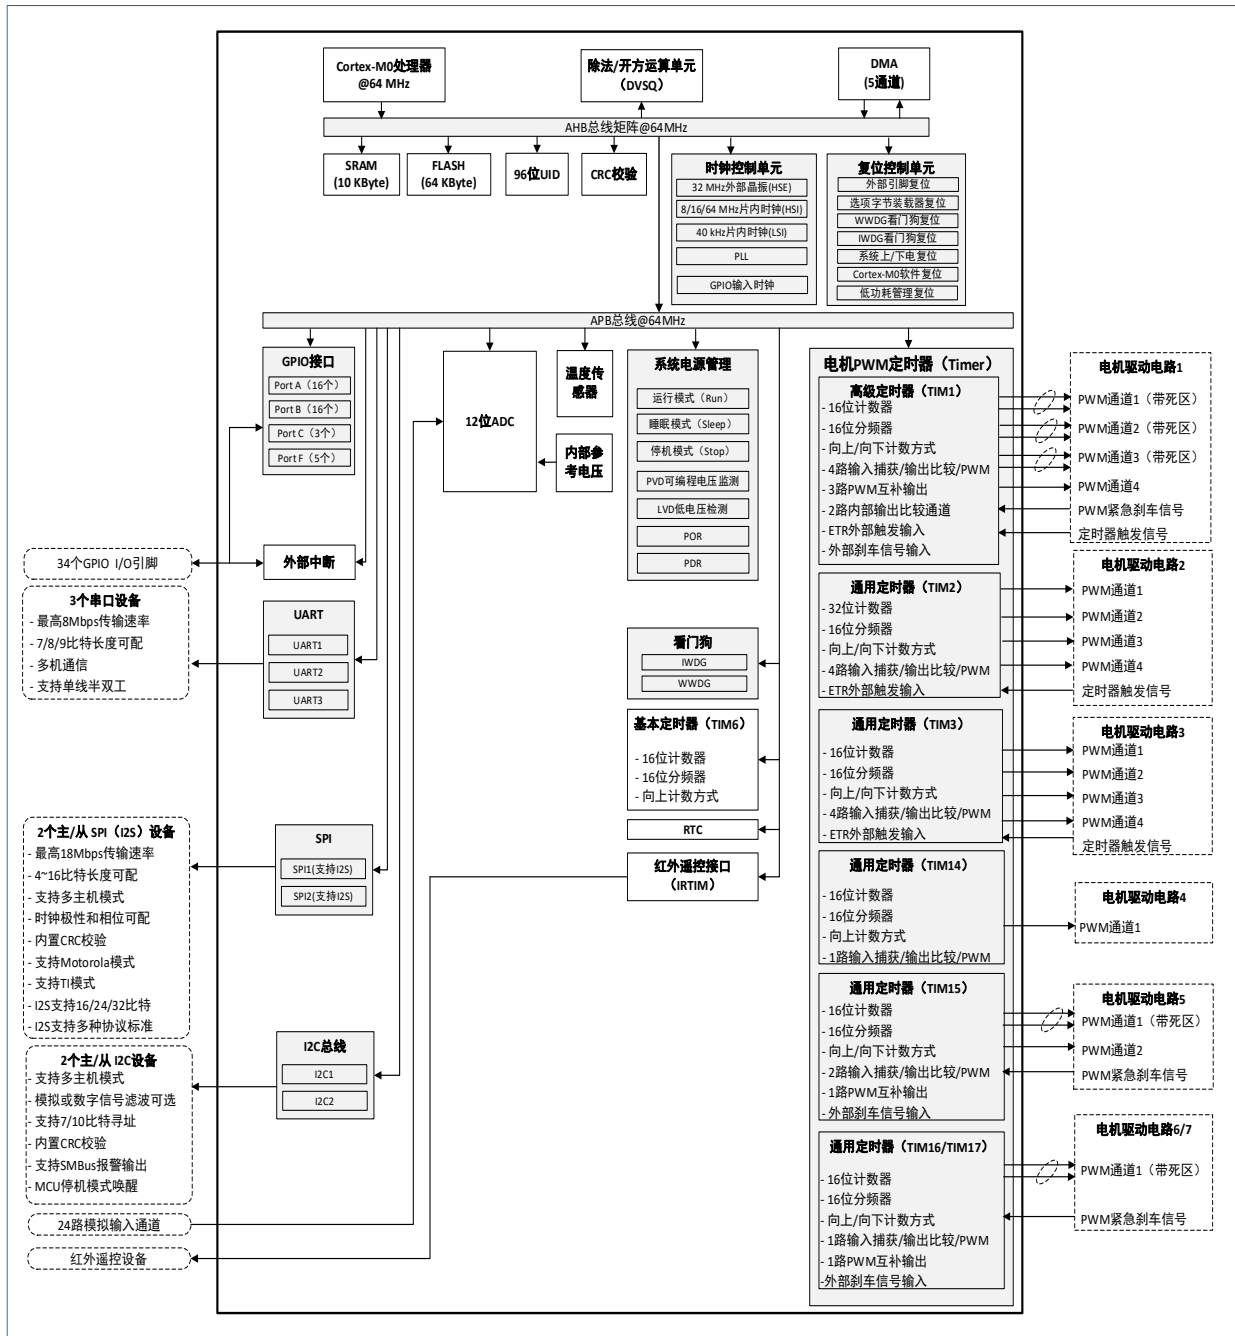 Cortex-M0处理器
@64 MHz
除法/开方运算单元
（DVSQ）
DMA
(5通道)
AHB总线矩阵@64MHz
SRAM
(10 KByte)
FLASH
(64 KByte)
96位UID
CRC校验
时钟控制单元
32 MHz外部晶振(HSE)
8/16/64 MHz片内时钟(HSI)
40 kHz片内时钟(LSI)
PLL
GPIO输入时钟
复位控制单元
外部引脚复位
选项字节装载器复位
WWDG看门狗复位
IWDG看门狗复位
系统上/下电复位
Cortex-M0软件复位
低功耗管理复位
APB总线@64MHz
GPIO接口
Port A（16个）
Port B（16个）
Port C（3个）
Port F（5个）
12位ADC
温度传
感器
内部参
考电压
系统电源管理
运行模式（Run）
睡眠模式（Sleep）
停机模式（Stop）
PVD可编程电压监测
LVD低电压检测
POR
PDR
外部中断
34个GPIO I/O引脚
3个串口设备
- 最高8Mbps传输速率
- 7/8/9比特长度可配
- 多机通信
- 支持单线半双工
UART
UART1
UART2
UART3
看门狗
IWDG
WWDG
基本定时器（TIM6）
- 16位计数器
- 16位分频器
- 向上计数方式
RTC
红外遥控接口
（IRTIM）
2个主/从 SPI（I2S）设备
- 最高18Mbps传输速率
- 4~16比特长度可配
- 支持多主机模式
- 时钟极性和相位可配
- 内置CRC校验
- 支持Motorola模式
- 支持TI模式
- I2S支持16/24/32比特
- I2S支持多种协议标准
SPI
SPI1(支持I2S)
SPI2(支持I2S)
2个主/从 I2C设备
- 支持多主机模式
- 模拟或数字信号滤波可选
- 支持7/10比特寻址
- 内置CRC校验
- 支持SMBus报警输出
- MCU停机模式唤醒
I2C总线
I2C1
I2C2
24路模拟输入通道
红外遥控设备
电机PWM定时器（Timer）
高级定时器（TIM1）
- 16位计数器
- 16位分频器
- 向上/向下计数方式
- 4路输入捕获/输出比较/PWM
- 3路PWM互补输出
- 2路内部输出比较通道
- ETR外部触发输入
- 外部刹车信号输入
电机驱动电路1
PWM通道1（带死区）
PWM通道2（带死区）
PWM通道3（带死区）
PWM通道4
PWM紧急刹车信号
定时器触发信号
通用定时器（TIM2）
- 32位计数器
- 16位分频器
- 向上/向下计数方式
- 4路输入捕获/输出比较/PWM
- ETR外部触发输入
电机驱动电路2
PWM通道1
PWM通道2
PWM通道3
PWM通道4
定时器触发信号
通用定时器（TIM3）
- 16位计数器
- 16位分频器
- 向上/向下计数方式
- 4路输入捕获/输出比较/PWM
- ETR外部触发输入
电机驱动电路3
PWM通道1
PWM通道2
PWM通道3
PWM通道4
定时器触发信号
通用定时器（TIM14）
- 16位计数器
- 16位分频器
- 向上计数方式
- 1路输入捕获/输出比较/PWM
电机驱动电路4
PWM通道1
通用定时器（TIM15）
- 16位计数器
- 16位分频器
- 向上/向下计数方式
- 2路输入捕获/输出比较/PWM
- 1路PWM互补输出
- 外部刹车信号输入
电机驱动电路5
PWM通道1（带死区）
PWM通道2
PWM紧急刹车信号
通用定时器（TIM16/TIM17）
- 16位计数器
- 16位分频器
- 向上/向下计数方式
- 1路输入捕获/输出比较/PWM
- 1路PWM互补输出
-外部刹车信号输入
电机驱动电路6/7
PWM通道1（带死区）
PWM紧急刹车信号